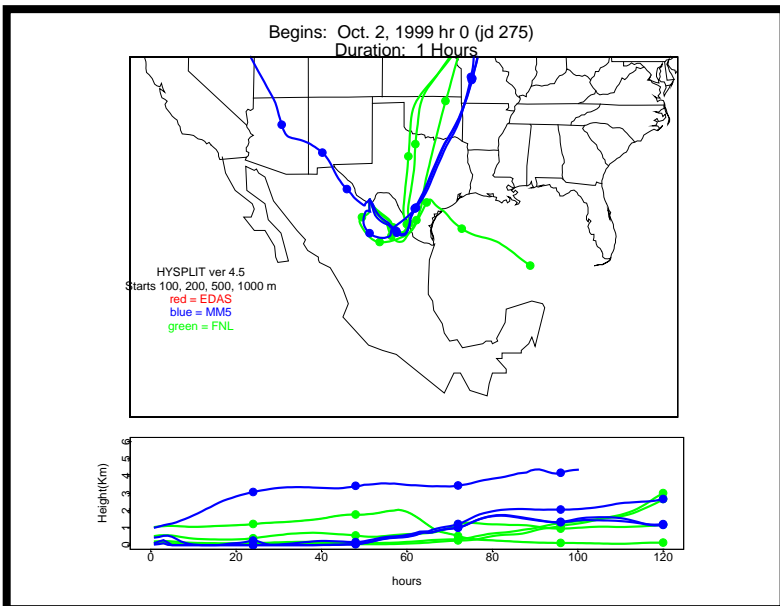 Begins: Oct. 2, 1999 hr 0 (jd 275)
Duration: 1 Hours
HYSPLIT ver 4.5
Starts 100, 200, 500, 1000 m
red = EDAS
blue = MM5
green = FNL
Height(Km)
6
5
4
3
2
1
0
0 20 40 60 80 100 120
hours